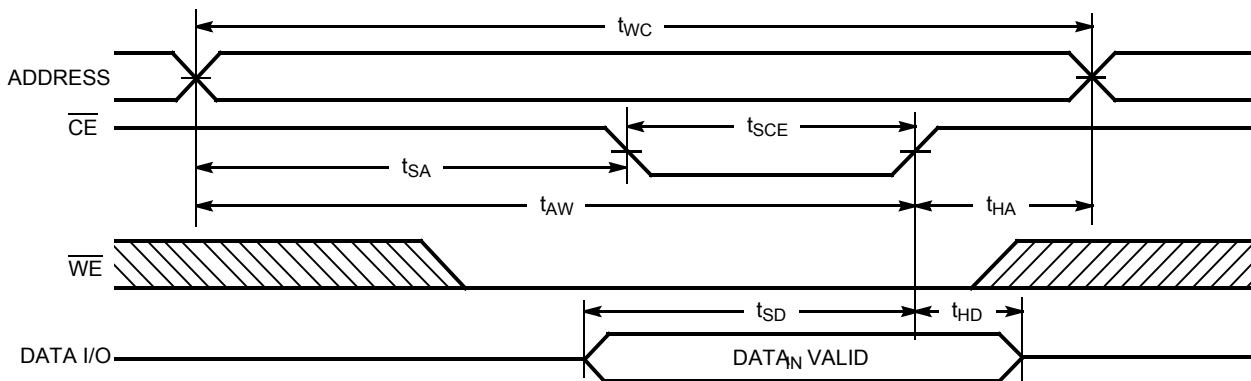 tWC
ADDRESS
CE
tSCE
tSA
tAW
tHA
WE
tSD
tHD
DATA I/O
DATAIN VALID